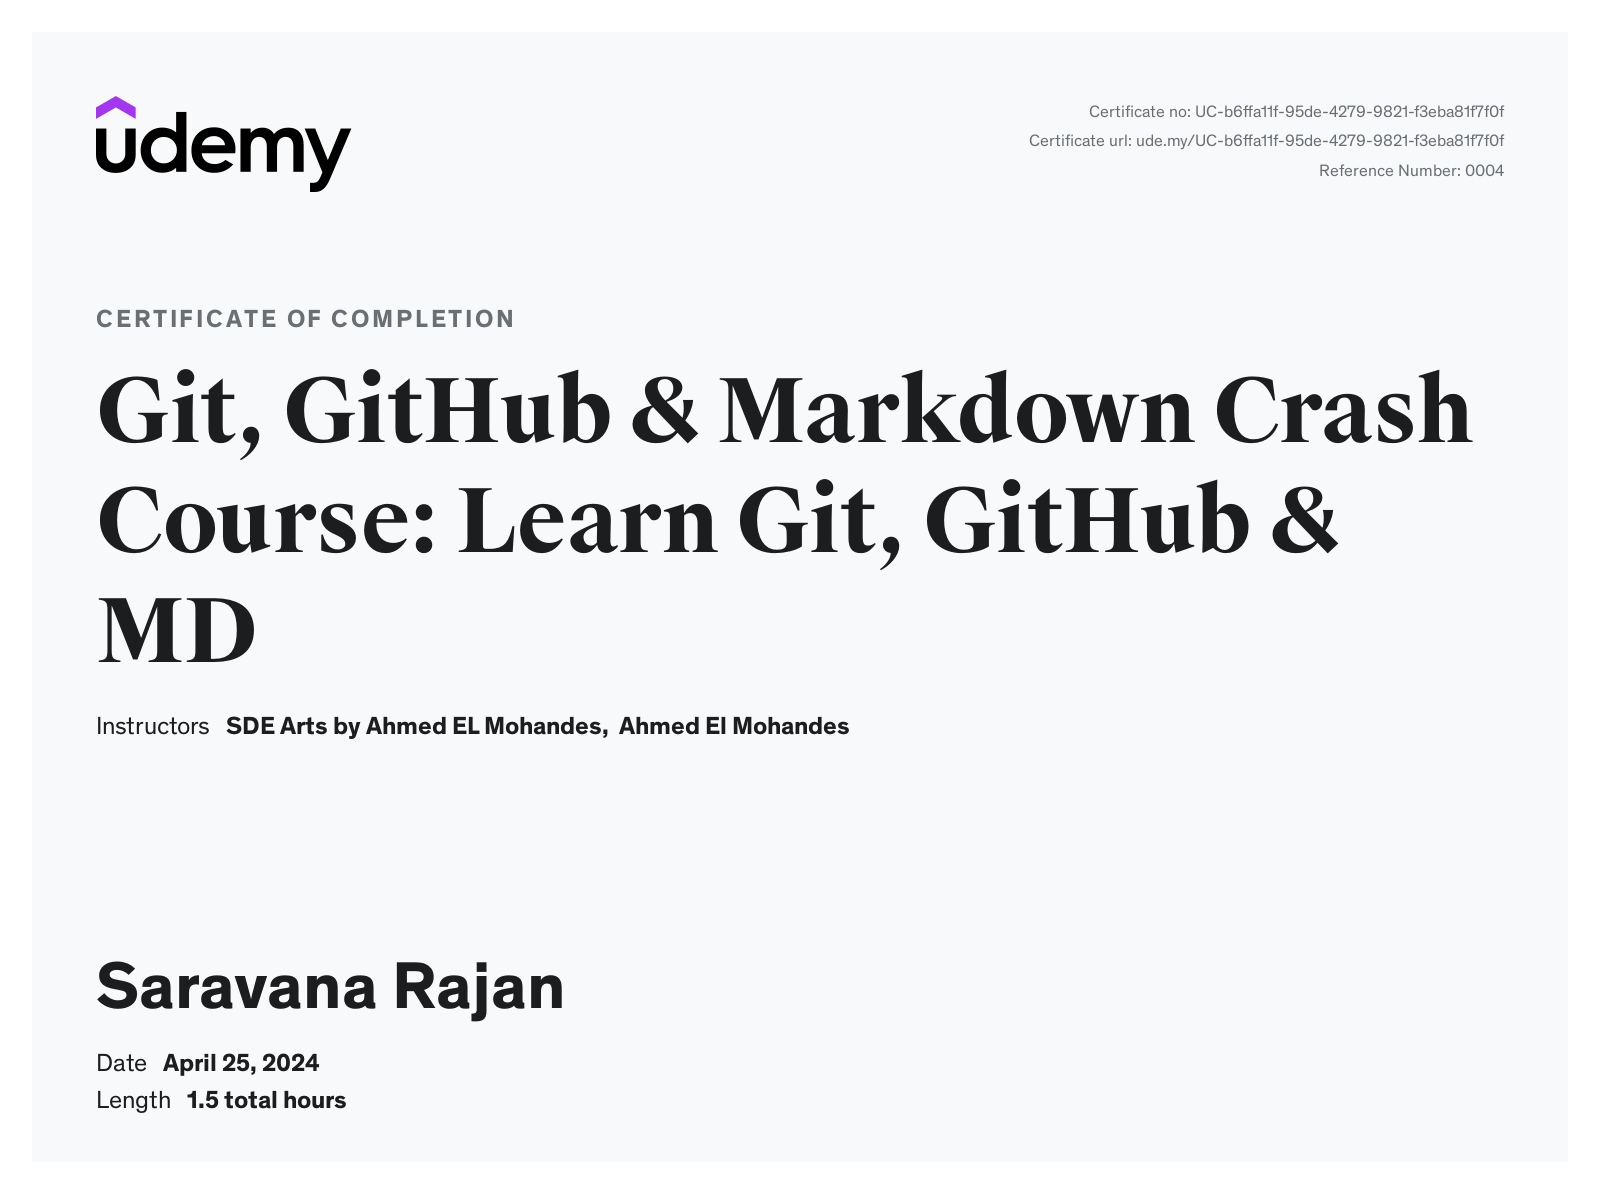 udemy
Certificate no: UC-b6ffa11f-95de-4279-9821-f3eba81f7f0f
Certificate url: ude.my/UC-b6ffa11f-95de-4279-9821-f3eba81f7f0f
Reference Number: 0004
CERTIFICATE OF COMPLETION
Git, GitHub & Markdown Crash
Course: Learn Git, GitHub &
MD
Instructors SDE Arts by Ahmed EL Mohandes, Ahmed El Mohandes
Saravana Rajan
Date April 25, 2024
Length 1.5 total hours